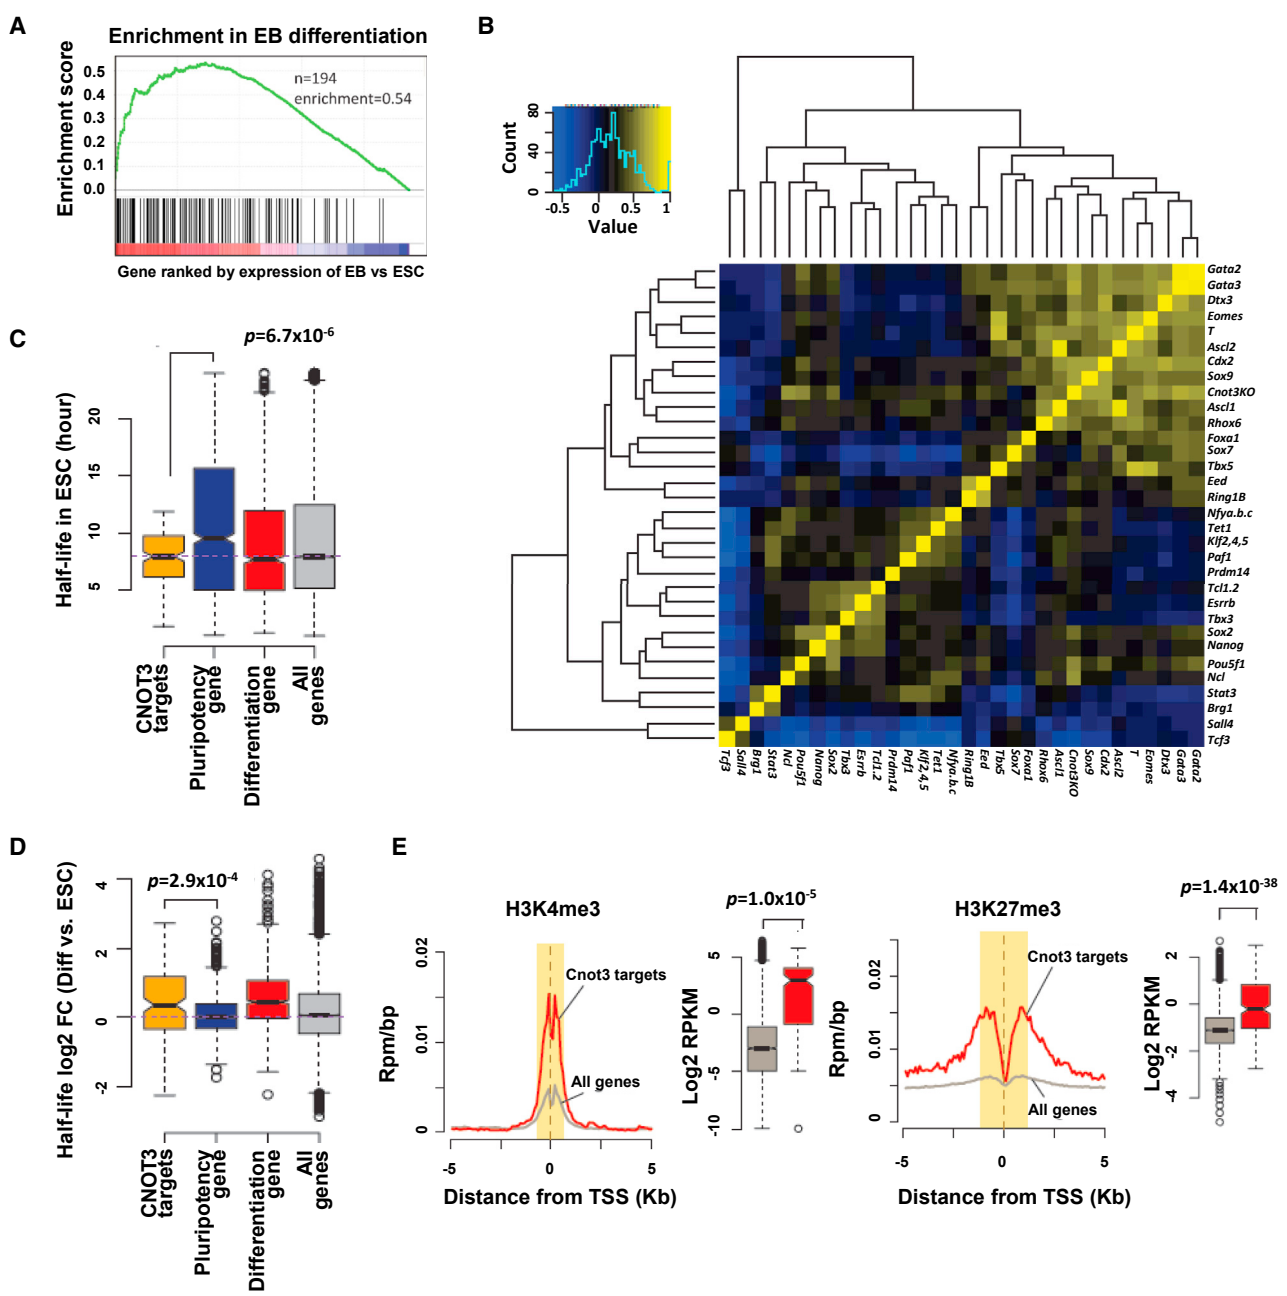 A
Enrichment in EB differentiation
Enrichment score
0.5
0.4
0.3
0.2
0.1
0.0
n=194
enrichment=0.54
Gene ranked by expression of EB vs ESC
B
Count
80
40
0
-0.5
0
0.5
1
Value
Gata2
Gata3
Dtx3
Eomes
T
Ascl2
Cdx2
Sox9
Cnot3KO
Ascl1
Rhox6
Foxa1
Sox7
Tbx5
Eed
Ring1B
Nfya.b.c
Tet1
Klf2,4,5
Paf1
Prdm14
Tcl1.2
Esrrb
Tbx3
Sox2
Nanog
Pou5f1
Ncl
Stat3
Brg1
Sall4
Tcf3
Tcf3
Sall4
Brg1
Stat3
Ncl
Pou5f1
Nanog
Sox2
Tbx3
Esrrb
Tcl1.2
Prdm14
Paf1
Klf2,4,5
Tet1
Nfya.b.c
Ring1B
Eed
Tbx5
Sox7
Foxa1
Rhox6
Ascl1
Cnot3KO
Sox9
Cdx2
Ascl2
T
Eomes
Dtx3
Gata3
Gata2
C
p=6.7x10-6
Half-life in ESC (hour)
20
15
10
5
CNOT3
targets
Pluripotency
gene
Differentiation
gene
All
genes
D
p=2.9x10-4
Half-life log2 FC (Diff vs. ESC)
4
2
0
-2
CNOT3
targets
Pluripotency
gene
Differentiation
gene
All
genes
E
H3K4me3
Rpm/bp
0.02
0.01
0
Cnot3 targets
All genes
-5
0
5
Distance from TSS (Kb)
p=1.0x10-5
Log2 RPKM
5
0
-5
-10
H3K27me3
Rpm/bp
0.02
0.01
0
Cnot3 targets
All genes
-5
0
5
Distance from TSS (Kb)
p=1.4x10-38
Log2 RPKM
2
0
-2
-4